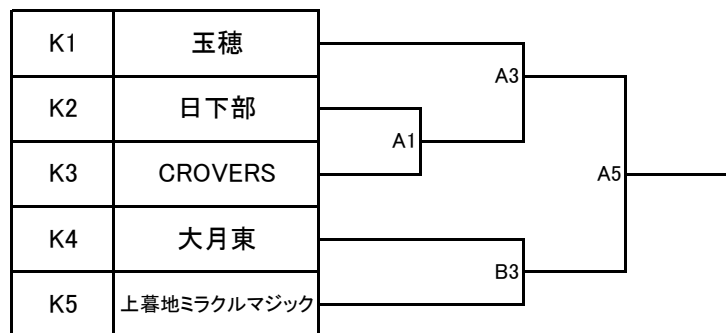 K1 玉穂
A3
K2 日下部
A1
K3 CROVERS
A5
K4 大月東
B3
K5 上暮地ミラクルマジック